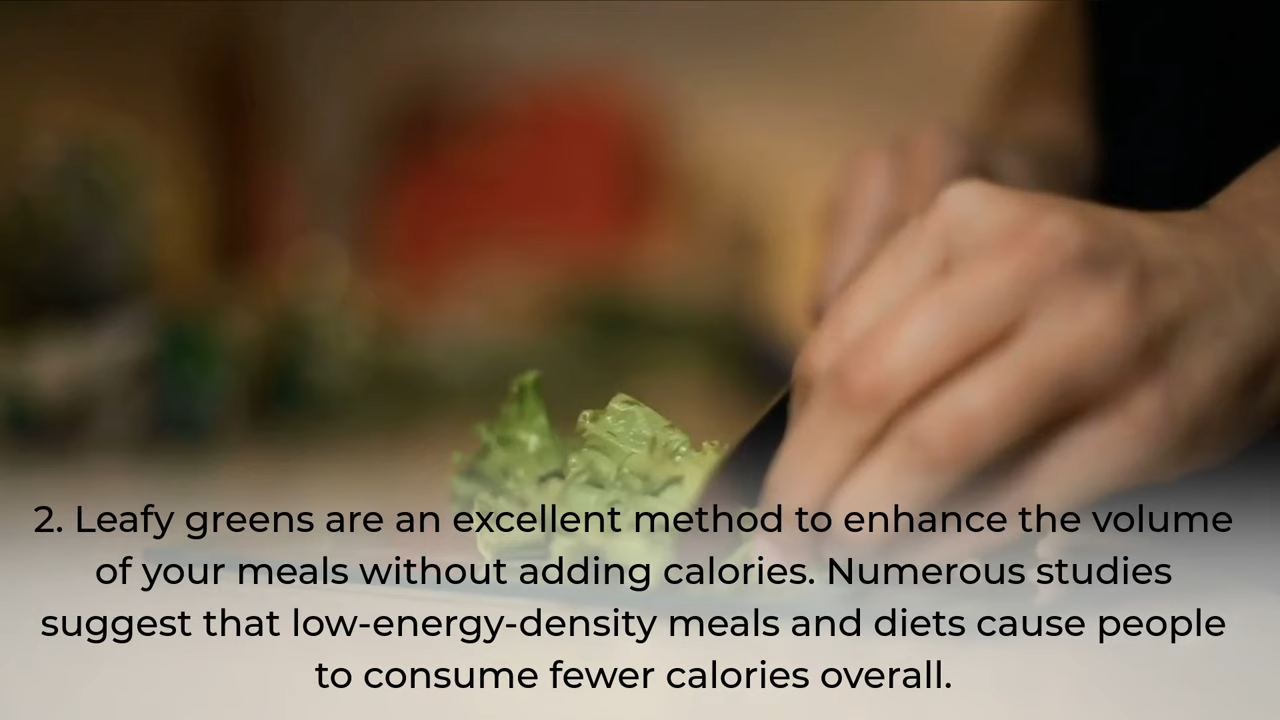 2. Leafy greens are an excellent method to enhance the volume
of your meals without adding calories. Numerous studies
suggest that low-energy-density meals and diets cause people
to consume fewer calories overall.